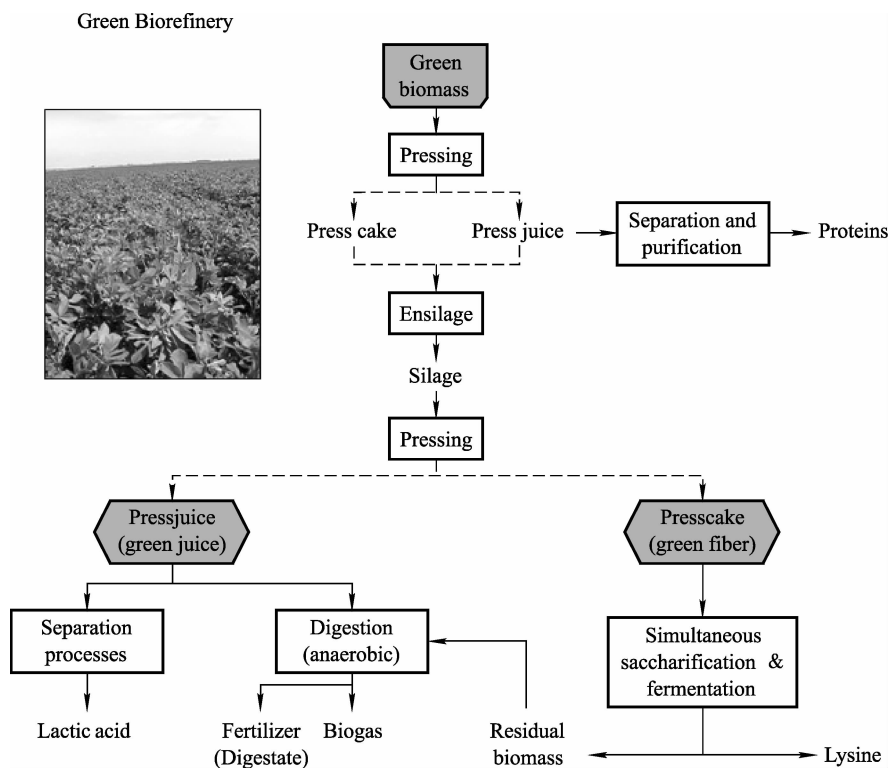 Green Biorefinery
Green
biomass
Pressing
Press cake
Press juice
Separation and
purification
Proteins
Ensilage
Silage
Pressing
Pressjuice
(green juice)
Presscake
(green fiber)
Separation
processes
Digestion
(anaerobic)
Simultaneous
saccharification &
fermentation
Lactic acid
Fertilizer
(Digestate)
Biogas
Residual
biomass
Lysine